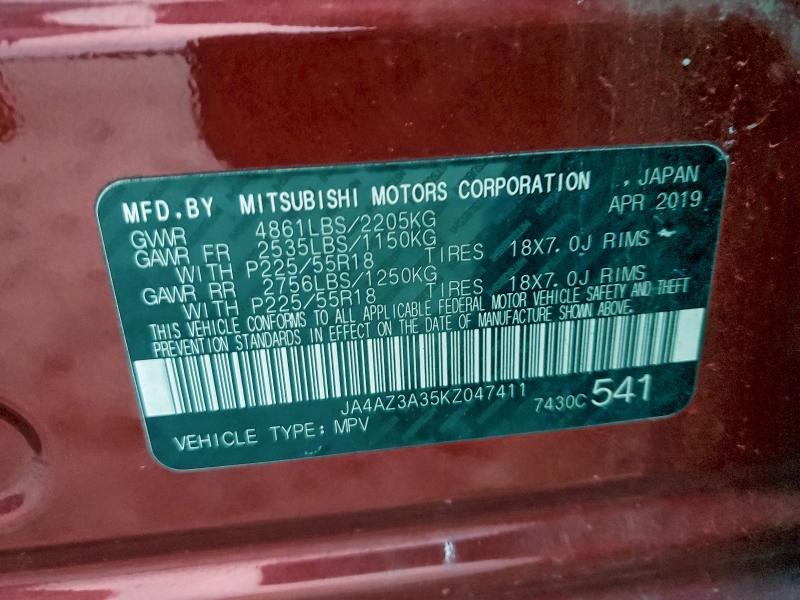 MFD.BY MITSUBISHI MOTORS CORPORATION , JAPAN
APR 2019
GVWR 4861LBS/2205KG
GAWR FR 2535LBS/1150KG
WITH P225/55R18 TIRES 18X7.0J RIMS
GAWR RR 2756LBS/1250KG
WITH P225/55R18 TIRES 18X7.0J RIMS
THIS VEHICLE CONFORMS TO ALL APPLICABLE FEDERAL MOTOR VEHICLE SAFETY AND THEFT
PREVENTION STANDARDS IN EFFECT ON THE DATE OF MANUFACTURE SHOWN ABOVE.
JA4AZ3A35KZ047411
7430C 541
VEHICLE TYPE: MPV